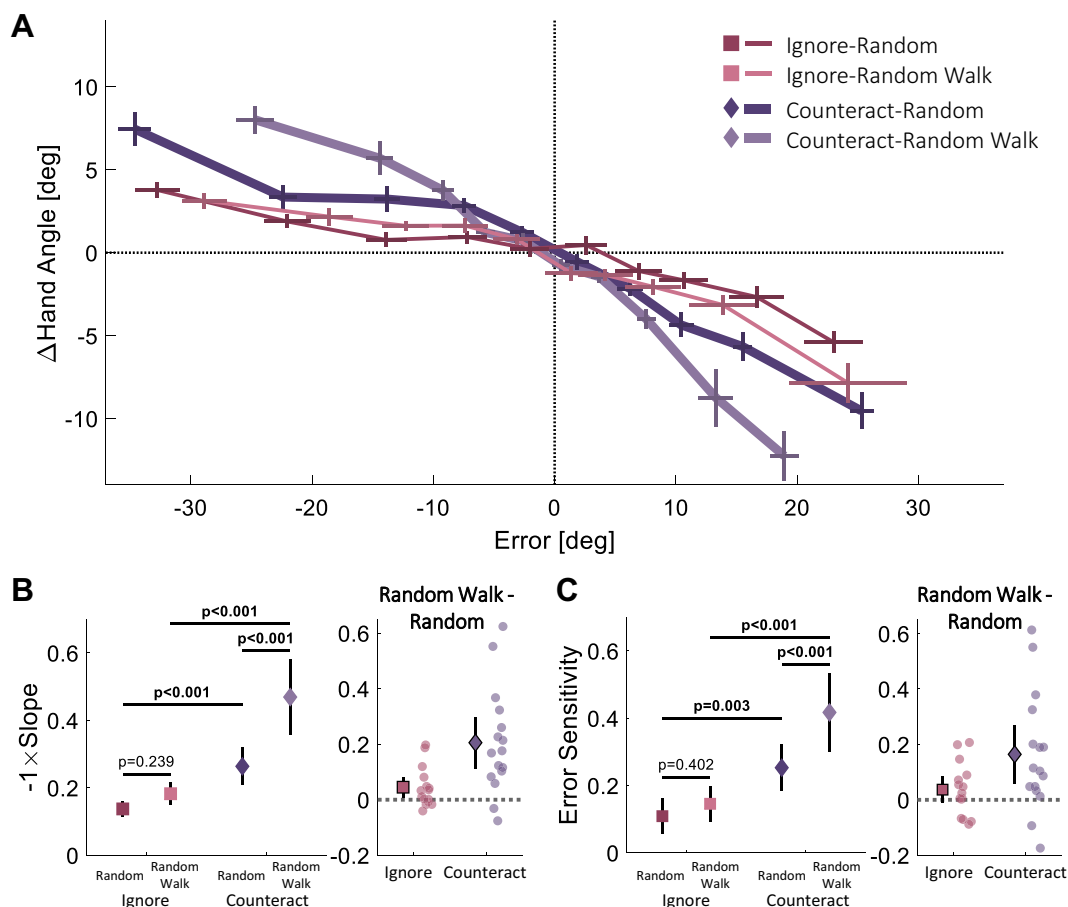 A
Ignore-Random
Ignore-Random Walk
Counteract-Random
Counteract-Random Walk
10
5
0
-5
-10
ΔHand Angle [deg]
-30
-20
-10
0
10
20
30
Error [deg]
B
p<0.001
p<0.001
p<0.001
p=0.239
0.6
0.4
0.2
0
-1×Slope
Random
Random
Walk
Random
Random
Walk
Ignore
Counteract
Random Walk -
Random
0.6
0.4
0.2
0
-0.2
Ignore
Counteract
C
p<0.001
p<0.001
p=0.003
p=0.402
0.6
0.4
0.2
0
Error Sensitivity
Random
Random
Walk
Random
Random
Walk
Ignore
Counteract
Random Walk -
Random
0.6
0.4
0.2
0
-0.2
Ignore
Counteract